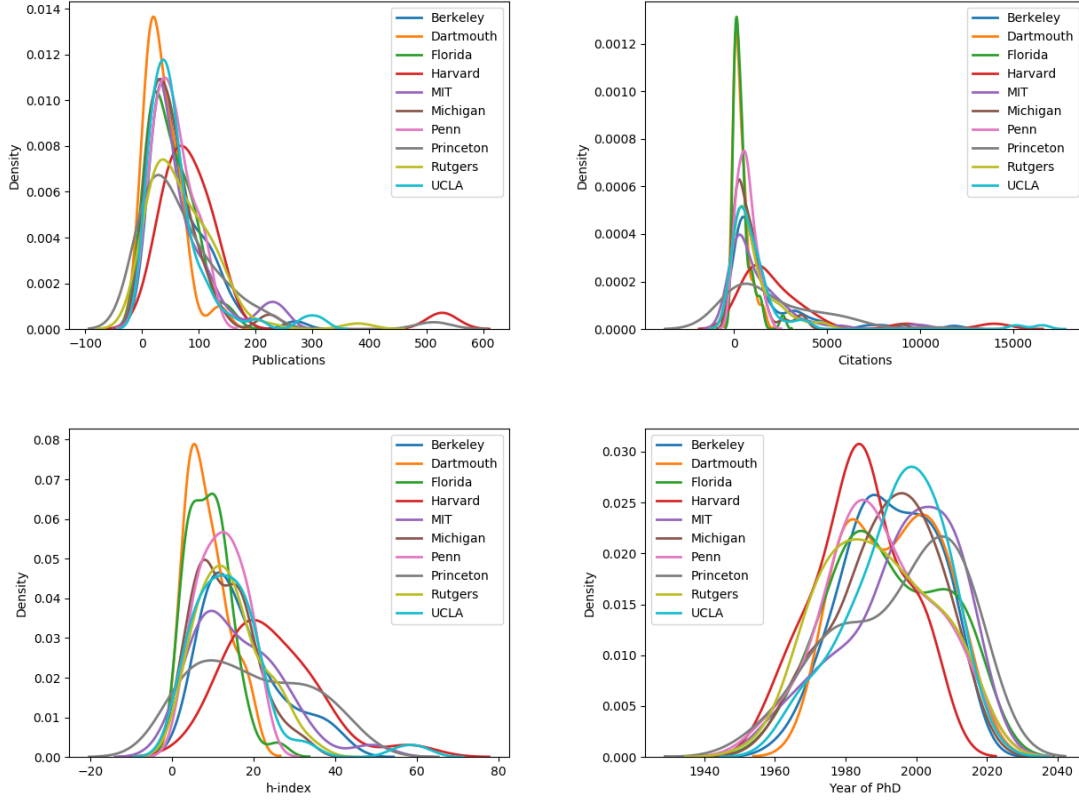 0.014
0.012
0.010
0.008
0.006
0.004
0.002
0.000
Density
−100 0 100 200 300 400 500 600
Publications
Berkeley
Dartmouth
Florida
Harvard
MIT
Michigan
Penn
Princeton
Rutgers
UCLA
0.0012
0.0010
0.0008
0.0006
0.0004
0.0002
0.0000
Density
0 5000 10000 15000
Citations
Berkeley
Dartmouth
Florida
Harvard
MIT
Michigan
Penn
Princeton
Rutgers
UCLA
0.08
0.07
0.06
0.05
0.04
0.03
0.02
0.01
0.00
Density
−20 0 20 40 60 80
h-index
Berkeley
Dartmouth
Florida
Harvard
MIT
Michigan
Penn
Princeton
Rutgers
UCLA
0.030
0.025
0.020
0.015
0.010
0.005
0.000
Density
1940 1960 1980 2000 2020 2040
Year of PhD
Berkeley
Dartmouth
Florida
Harvard
MIT
Michigan
Penn
Princeton
Rutgers
UCLA